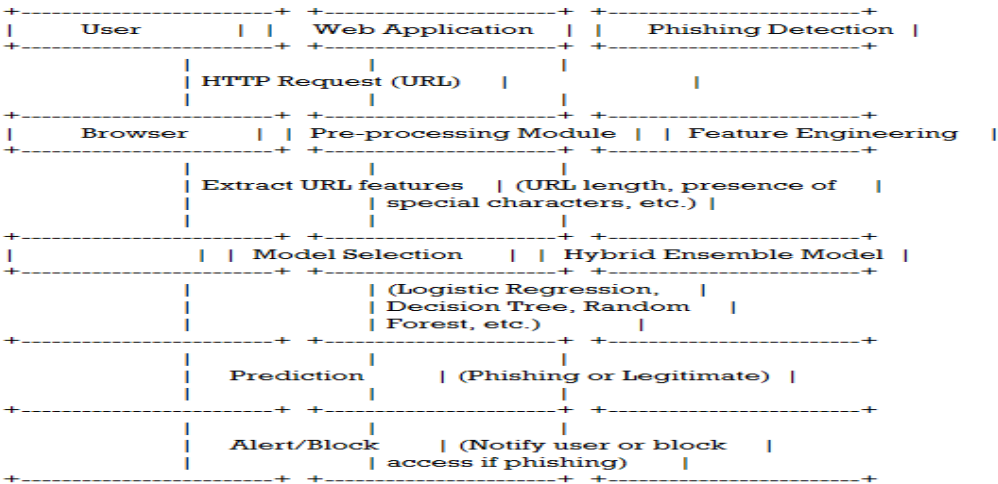 +-------------------------+ +-----------------------+ +-------------------------+
| User | | Web Application | | Phishing Detection |
+-------------------------+ +-----------------------+ +-------------------------+
| | |
| HTTP Request (URL) | |
| | |
+-------------------------+ +-----------------------+ +-------------------------+
| Browser | | Pre-processing Module | | Feature Engineering |
+-------------------------+ +-----------------------+ +-------------------------+
| | |
| Extract URL features | (URL length, presence of |
| | special characters, etc.) |
| | |
+-------------------------+ +-----------------------+ +-------------------------+
| | | Model Selection | | Hybrid Ensemble Model |
+-------------------------+ +-----------------------+ +-------------------------+
| | (Logistic Regression, |
| | Decision Tree, Random |
| | Forest, etc.) |
+-------------------------+ +-----------------------+ +-------------------------+
| | |
| Prediction | (Phishing or Legitimate) |
| | |
+-------------------------+ +-----------------------+ +-------------------------+
| | |
| Alert/Block | (Notify user or block |
| | access if phishing) |
+-------------------------+ +-----------------------+ +-------------------------+